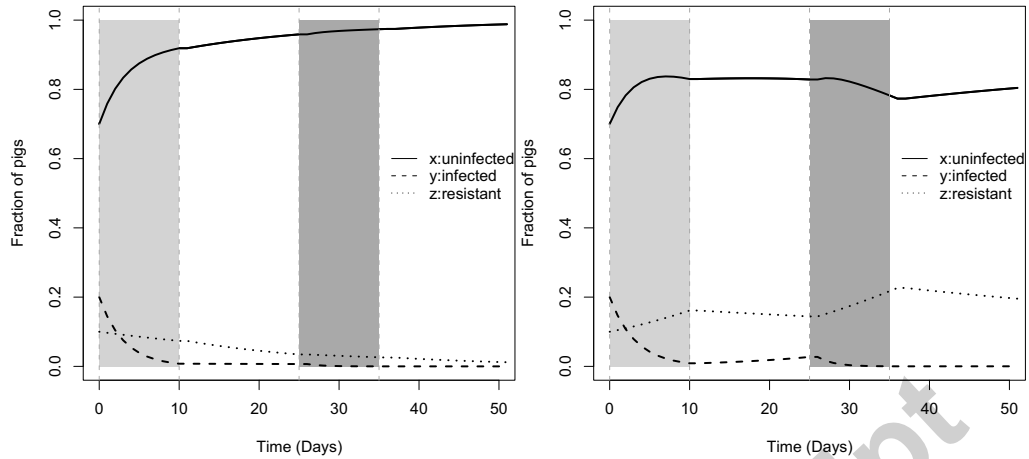 Fraction of pigs
1.0
0.8
0.6
0.4
0.2
0.0
x:uninfected
y:infected
z:resistant
0 10 20 30 40 50
Time (Days)
Fraction of pigs
1.0
0.8
0.6
0.4
0.2
0.0
x:uninfected
y:infected
z:resistant
0 10 20 30 40 50
Time (Days)